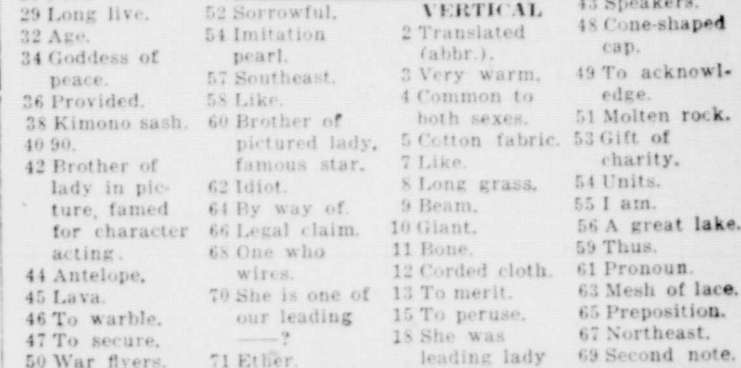 29 Long live.
32 Age.
34 Goddess of
peace.
36 Provided.
38 Kimono sash.
40 90.
42 Brother of
lady in pic-
ture, famed
for character
acting.
44 Antelope.
45 Lava.
46 To warble.
47 To secure.
50 War flyers.
52 Sorrowful.
54 Imitation
pearl.
57 Southeast.
58 Like.
60 Brother of
pictured lady,
famous star.
62 Idiot.
64 By way of.
66 Legal claim.
68 One who
wires.
70 She is one of
our leading
——?
71 Ether.
VERTICAL
2 Translated
(abbr.).
3 Very warm.
4 Common to
both sexes.
5 Cotton fabric.
7 Like.
8 Long grass.
9 Beam.
10 Giant.
11 Bone.
12 Corded cloth.
13 To merit.
15 To peruse.
18 She was
leading lady
43 Speakers.
48 Cone-shaped
cap.
49 To acknowl-
edge.
51 Molten rock.
53 Gift of
charity.
54 Units.
55 I am.
56 A great lake.
59 Thus.
61 Pronoun.
63 Mesh of lace.
65 Preposition.
67 Northeast.
69 Second note.